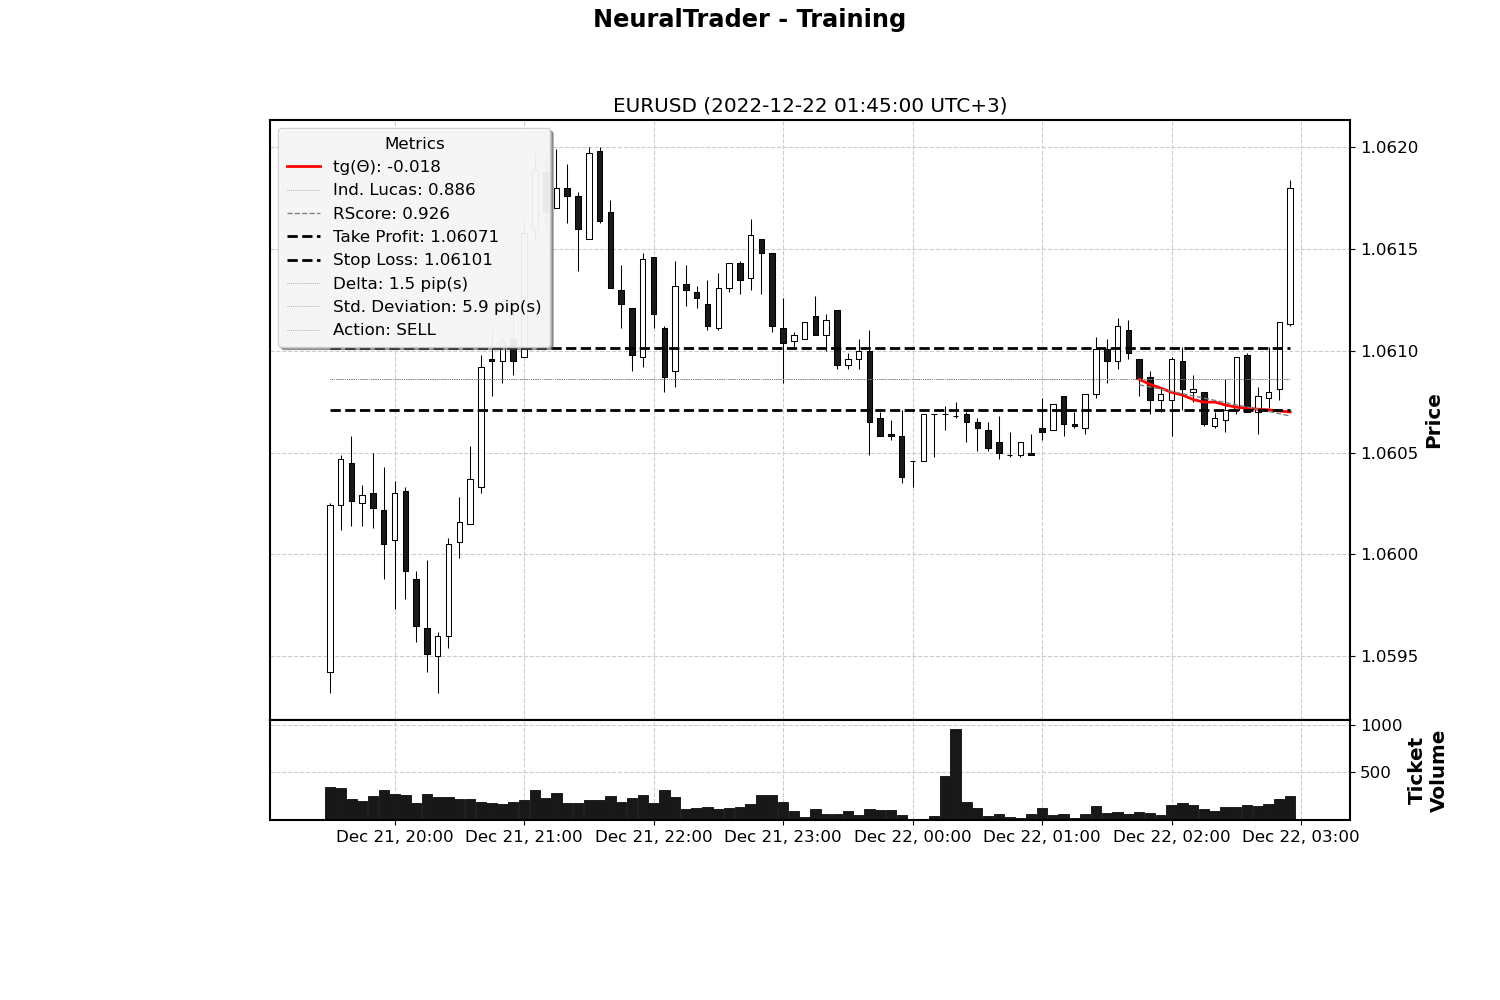 NeuralTrader - Training
EURUSD (2022-12-22 01:45:00 UTC+3)
Metrics
tg(Θ): -0.018
Ind. Lucas: 0.886
RScore: 0.926
Take Profit: 1.06071
Stop Loss: 1.06101
Delta: 1.5 pip(s)
Std. Deviation: 5.9 pip(s)
Action: SELL
1.0620
1.0615
1.0610
1.0605
1.0600
1.0595
Price
1000
500
Ticket
Volume
Dec 21, 20:00 Dec 21, 21:00 Dec 21, 22:00 Dec 21, 23:00 Dec 22, 00:00 Dec 22, 01:00 Dec 22, 02:00 Dec 22, 03:00